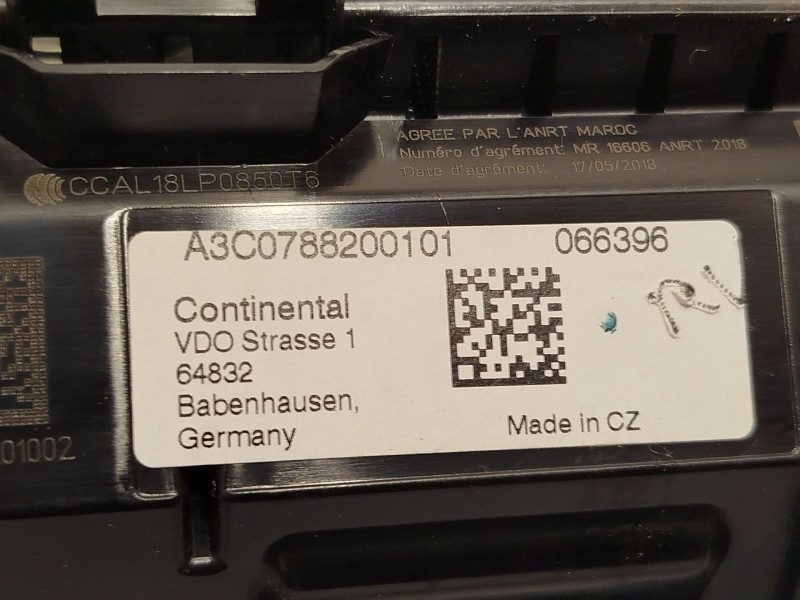 AGREE PAR L'ANRT MAROC
Numéro d'agrément: MR 16606 ANRT 2018
Date d'agrément: 17/05/2018
CCAL18LP0850T6
A3C0788200101 066396
Continental
VDO Strasse 1
64832
Babenhausen,
Germany
Made in CZ
01002